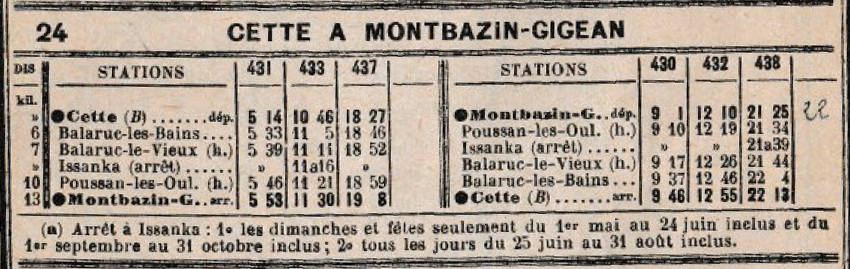 24 CETTE A MONTBAZIN-GIGEAN
DIS STATIONS 431 433 437 STATIONS 430 432 438
kil.
» ●Cette (B) ....... dép. 5 14 10 46 18 27 ●Montbazin-G.. dép. 9 1 12 10 21 25 22
6 Balaruc-les-Bains.... 5 33 11 5 18 46 Poussan-les-Oul. (h.) 9 10 12 19 21 34
7 Balaruc-le-Vieux (h.) 5 39 11 11 18 52 Issanka (arrêt) ...... » » 21a39
» Issanka (arrêt) ...... » 11a16 » Balaruc-le-Vieux (h.) 9 17 12 26 21 44
10 Poussan-les-Oul. (h.) 5 46 11 21 18 59 Balaruc-les-Bains... 9 37 12 46 22 4
13 ●Montbazin-G.. arr. 5 53 11 30 19 8 ●Cette (B) ....... arr. 9 46 12 55 22 13
(a) Arrêt à Issanka : 1º les dimanches et fêtes seulement du 1er mai au 24 juin inclus et du
1er septembre au 31 octobre inclus ; 2º tous les jours du 25 juin au 31 août inclus.